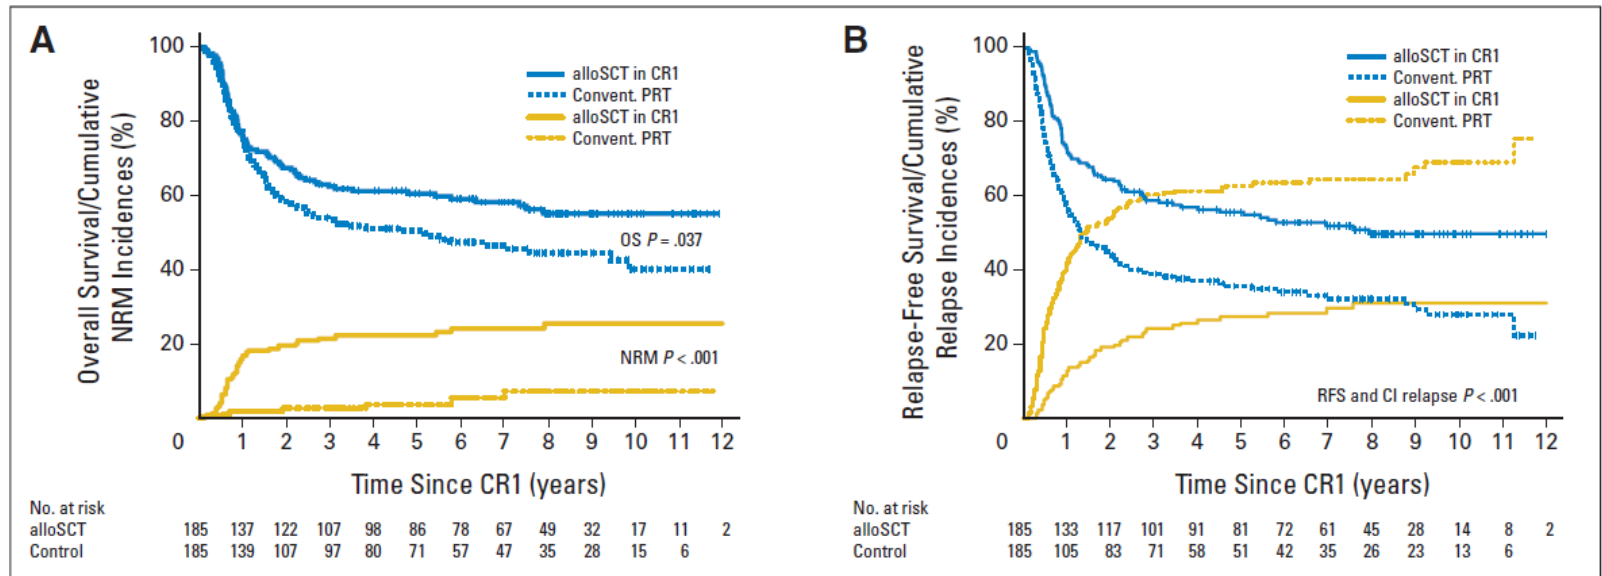 A
Overall Survival/Cumulative
NRM Incidences (%)
100
80
60
40
20
0
alloSCT in CR1
Convent. PRT
alloSCT in CR1
Convent. PRT
OS P = .037
NRM P < .001
1 2 3 4 5 6 7 8 9 10 11 12
Time Since CR1 (years)
No. at risk
alloSCT 185 137 122 107 98 86 78 67 49 32 17 11 2
Control 185 139 107 97 80 71 57 47 35 28 15 6
B
Relapse-Free Survival/Cumulative
Relapse Incidences (%)
100
80
60
40
20
0
alloSCT in CR1
Convent. PRT
alloSCT in CR1
Convent. PRT
RFS and CI relapse P < .001
1 2 3 4 5 6 7 8 9 10 11 12
Time Since CR1 (years)
No. at risk
alloSCT 185 133 117 101 91 81 72 61 45 28 14 8 2
Control 185 105 83 71 58 51 42 35 26 23 13 6